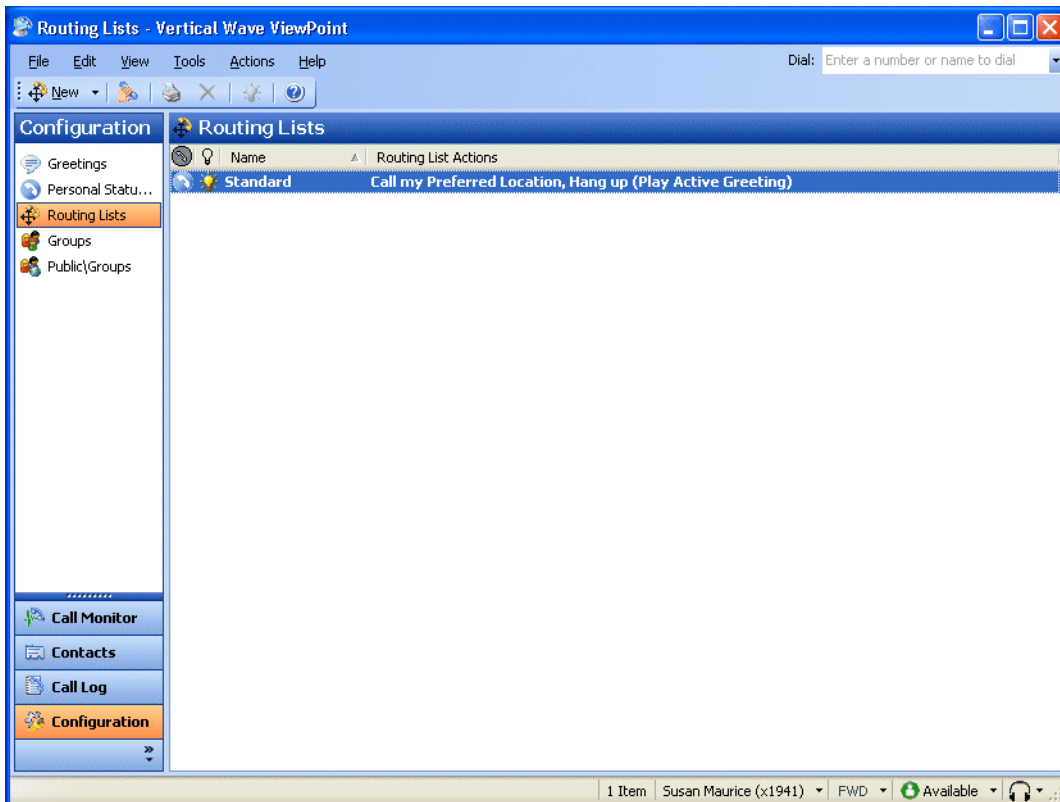 Routing Lists - Vertical Wave ViewPoint
File Edit View Tools Actions Help Dial: Enter a number or name to dial
New
Configuration
Greetings
Personal Statu...
Routing Lists
Groups
Public\Groups
Routing Lists
Name Routing List Actions
Standard Call my Preferred Location, Hang up (Play Active Greeting)
Call Monitor
Contacts
Call Log
Configuration
1 Item Susan Maurice (x1941) FWD Available